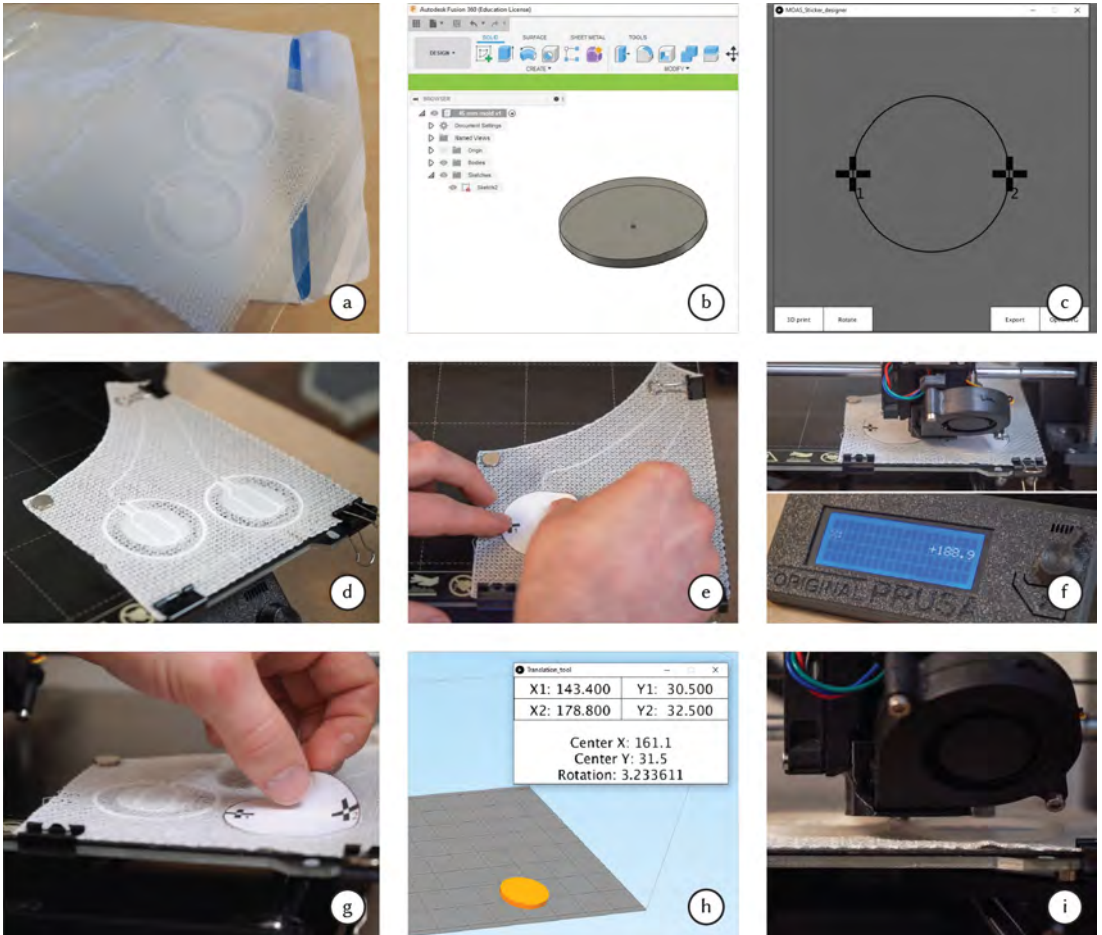 a
Autodesk Fusion 360 (Education License)
SOLID SURFACE SHEET METAL TOOLS
DESIGN
CREATE MODIFY
BROWSER
Document Settings
Named Views
Origin
Bodies
Sketches
Sketch2
b
MOAS_Sticker_designer
1 2
3D print Rotate Export
c
d
e
+188.9
ORIGINAL PRUSA
f
g
Translation_tool
X1: 143.400 Y1: 30.500
X2: 178.800 Y2: 32.500
Center X: 161.1
Center Y: 31.5
Rotation: 3.233611
h
i